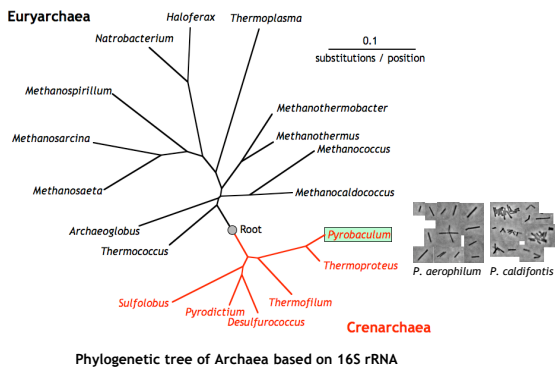 Euryarchaea
Haloferax
Thermoplasma
Natrobacterium
0.1
substitutions / position
Methanospirillum
Methanothermobacter
Methanosarcina
Methanothermus
Methanococcus
Methanosaeta
Methanocaldococcus
Archaeoglobus
Root
Pyrobaculum
Thermococcus
Thermoproteus
P. aerophilum
P. caldifontis
Sulfolobus
Thermofilum
Pyrodictium
Desulfurococcus
Crenarchaea
Phylogenetic tree of Archaea based on 16S rRNA